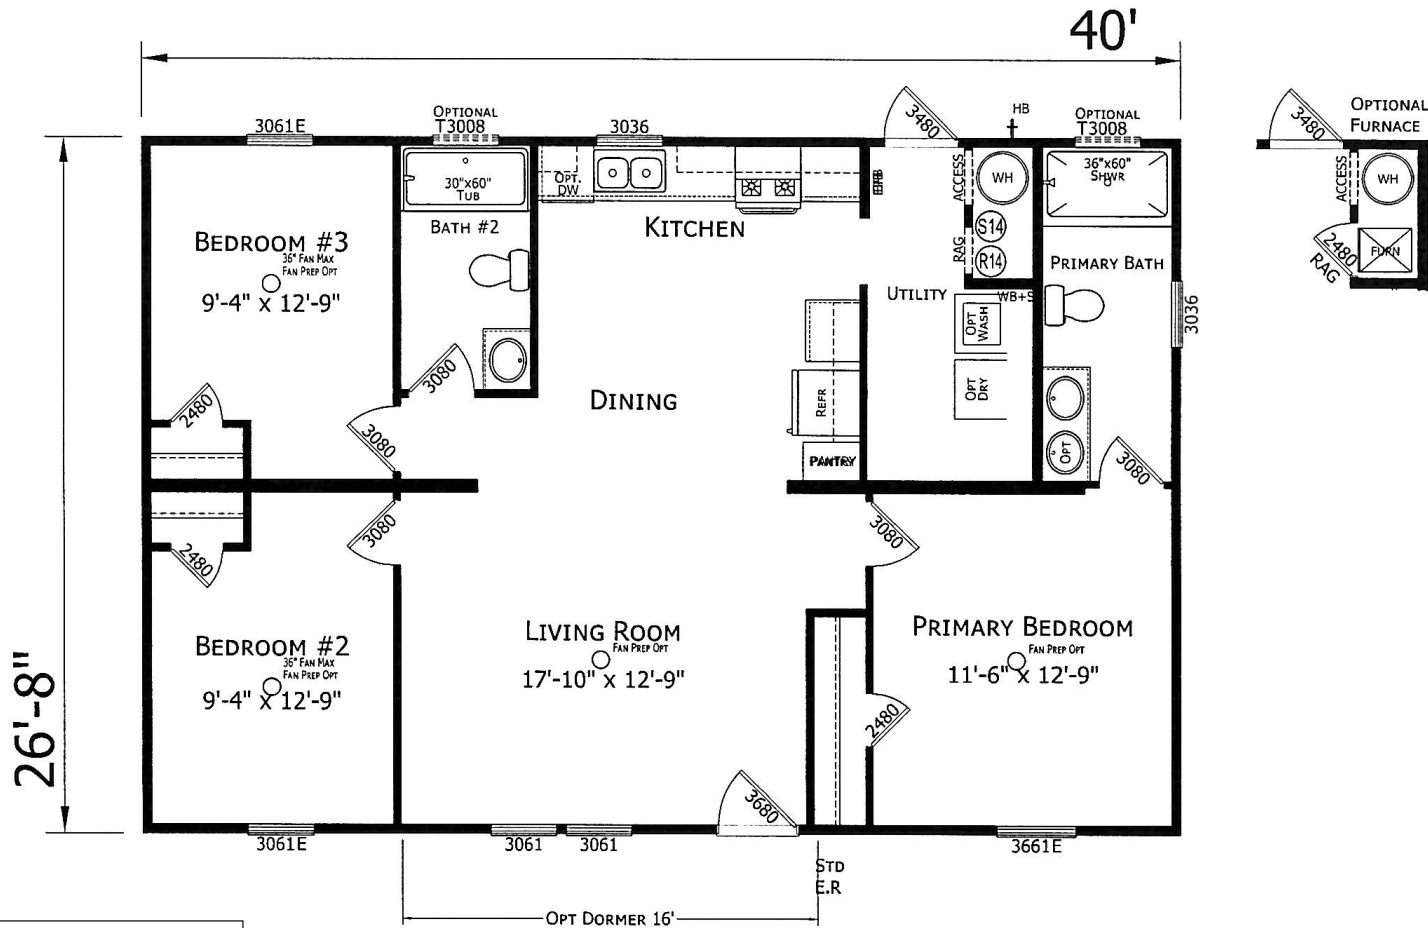 40'
26'-8"
3061E
OPTIONAL
T3008
3036
3480
HB
OPTIONAL
T3008
3480
OPTIONAL
FURNACE
30"x60"
TUB
BATH #2
OPT.
DW
KITCHEN
ACCESS
WH
S14
R14
RAG
36"x60"
SHWR
PRIMARY BATH
ACCESS
WH
2480
RAG
FURN
BEDROOM #3
36" FAN MAX
FAN PREP OPT
9'-4" x 12'-9"
UTILITY
WB+S
OPT
WASH
OPT
DRY
3036
3080
DINING
REFR
PANTRY
2480
3080
OPT
3080
3080
2480
3080
BEDROOM #2
36" FAN MAX
FAN PREP OPT
9'-4" x 12'-9"
LIVING ROOM
FAN PREP OPT
17'-10" x 12'-9"
PRIMARY BEDROOM
FAN PREP OPT
11'-6" x 12'-9"
2480
3680
3061E
3061
3061
3661E
STD
E.R
OPT DORMER 16'